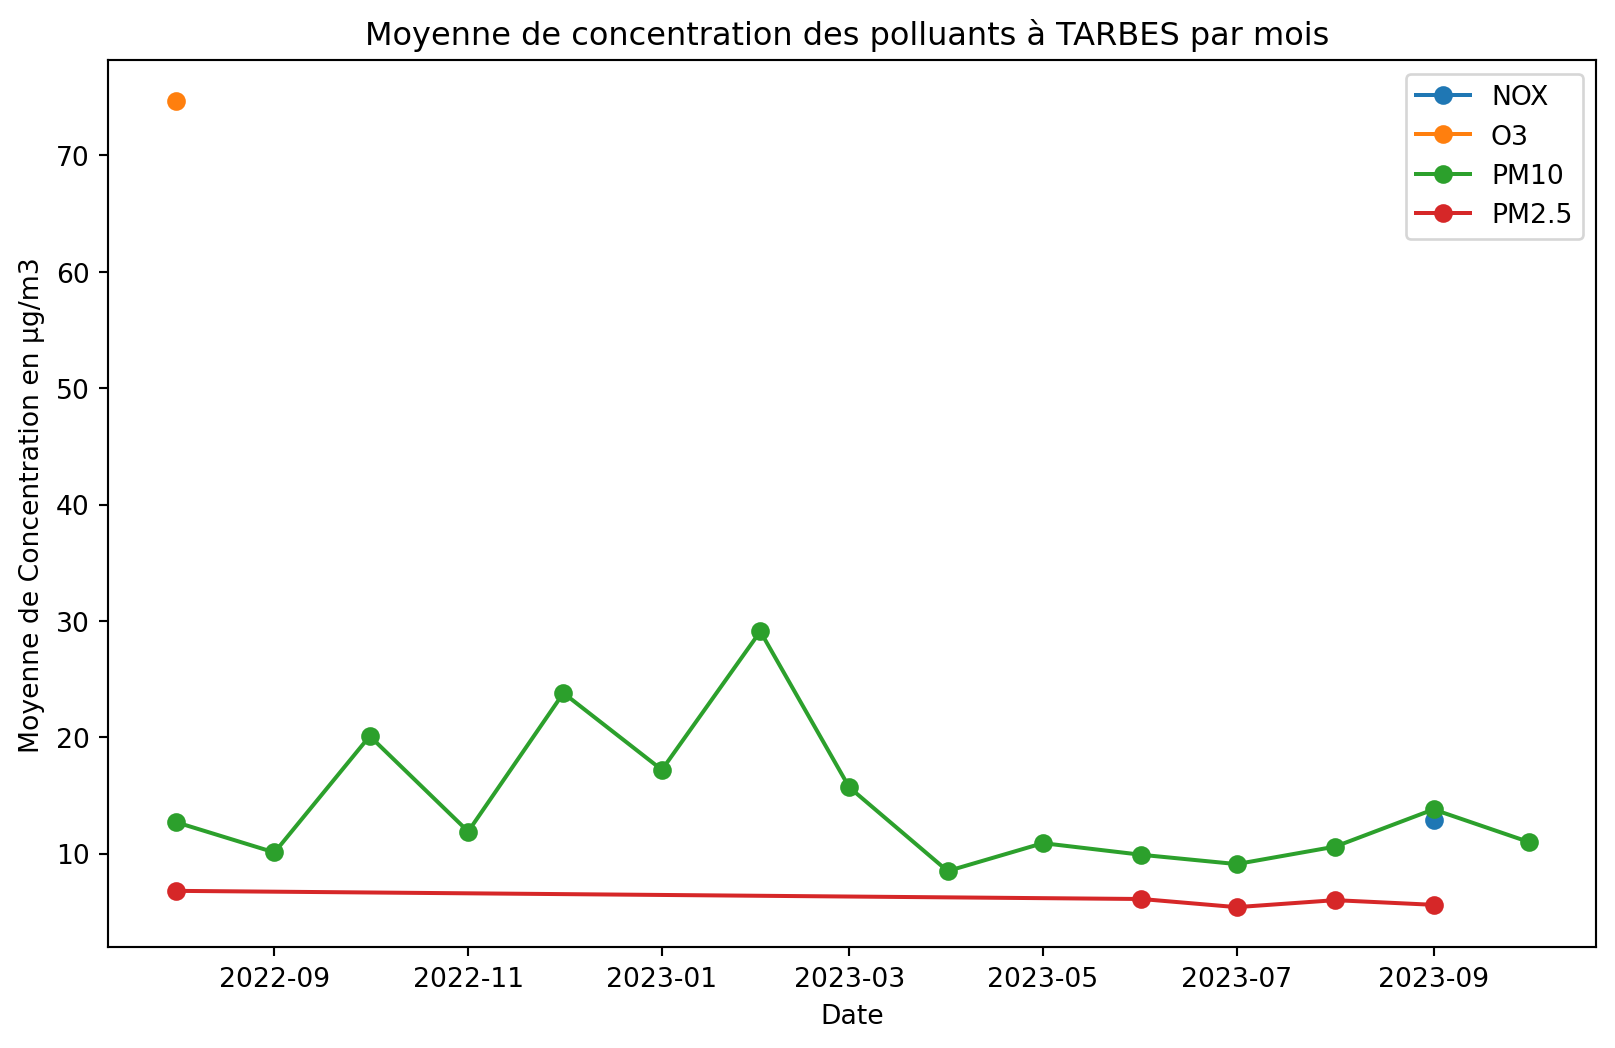 Moyenne de concentration des polluants à TARBES par mois
NOX
O3
PM10
PM2.5
Moyenne de Concentration en µg/m3
70
60
50
40
30
20
10
2022-09 2022-11 2023-01 2023-03 2023-05 2023-07 2023-09
Date